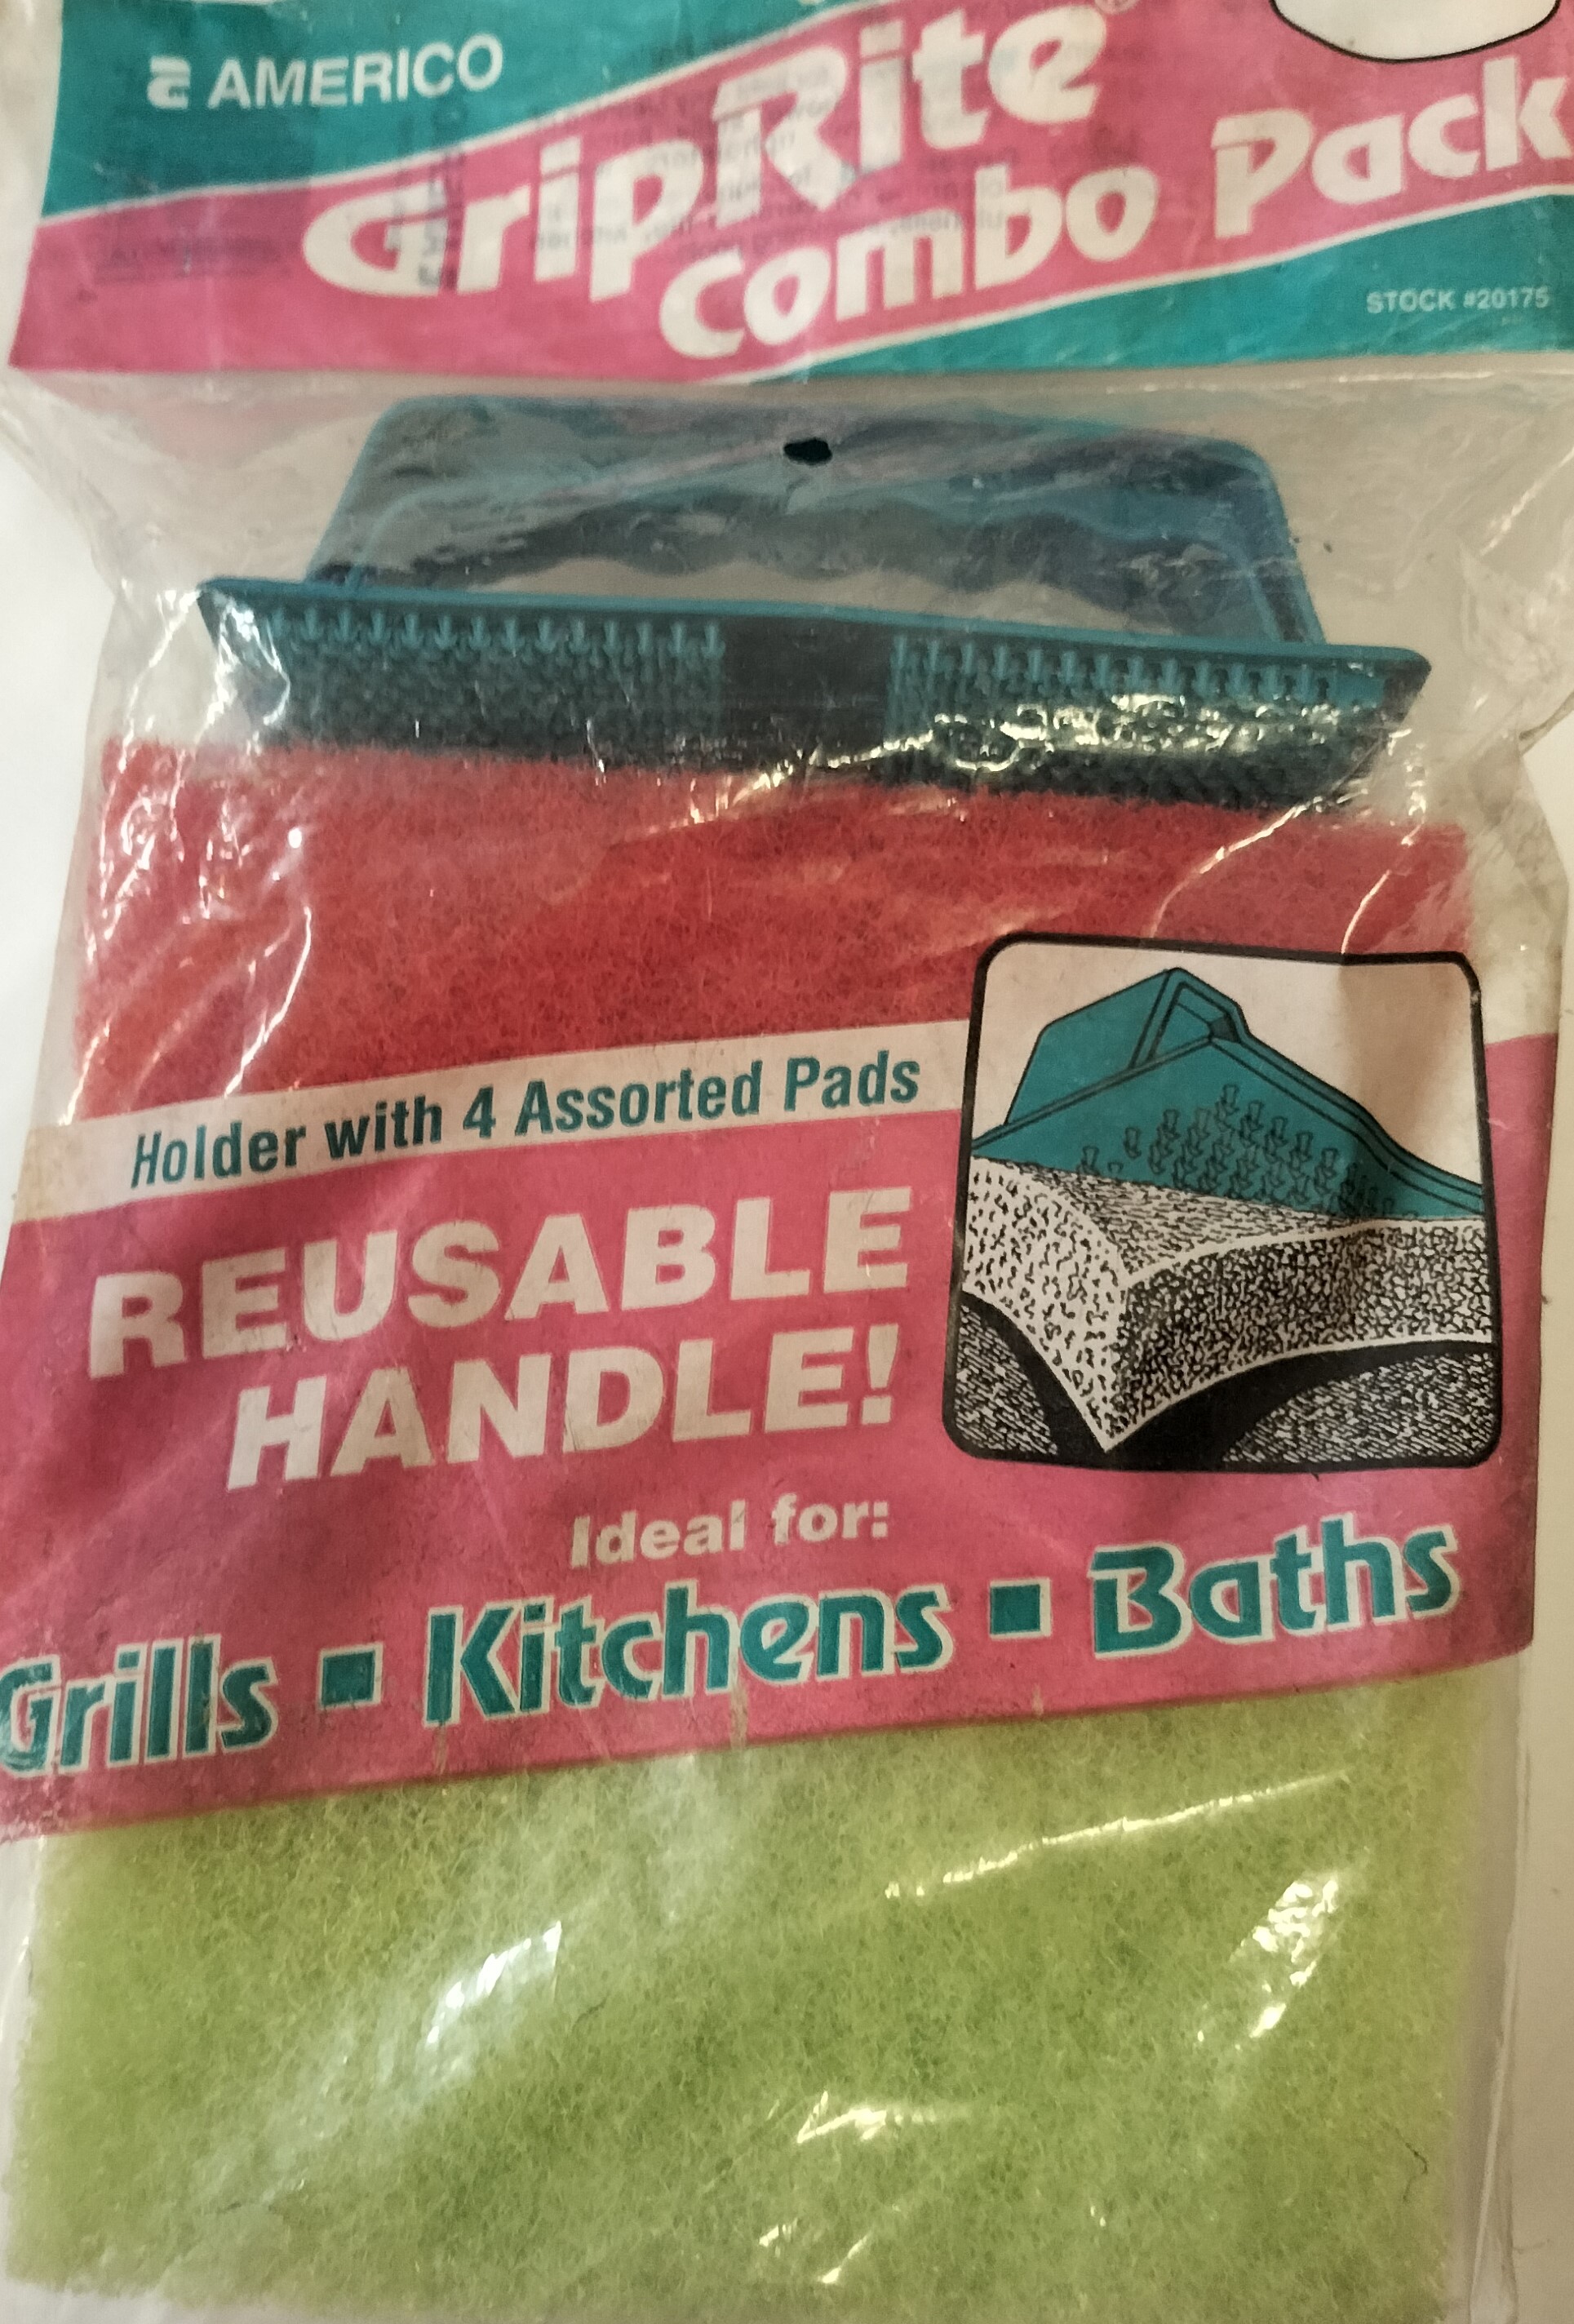 AMERICO
GripRite®
Combo Pack
STOCK #20175
Holder with 4 Assorted Pads
REUSABLE
HANDLE!
Ideal for:
Grills ▪ Kitchens ▪ Baths